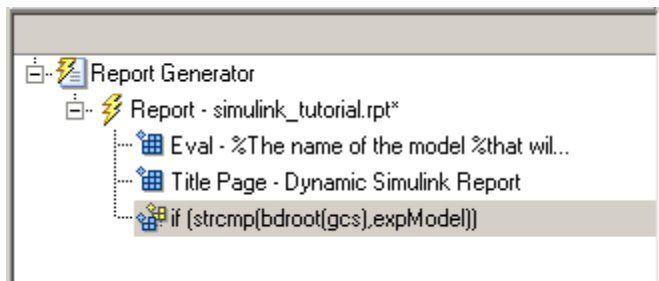 Report Generator
Report - simulink_tutorial.rpt*
Eval - %The name of the model %that wil...
Title Page - Dynamic Simulink Report
if (strcmp(bdroot(gcs),expModel))